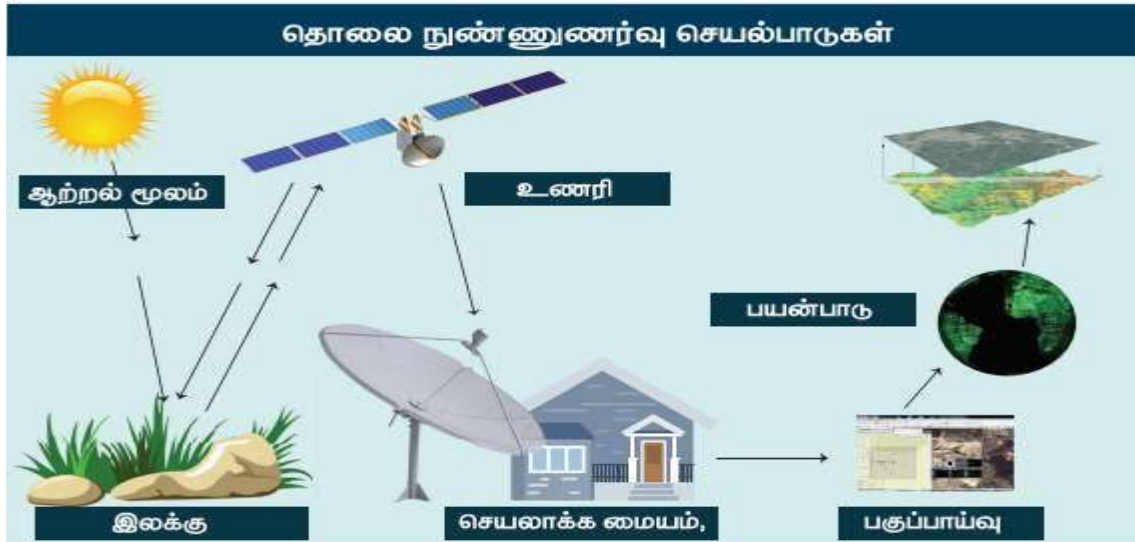 தொலை நுண்ணுணர்வு செயல்பாடுகள்
ஆற்றல் மூலம்
உணரி
பயன்பாடு
இலக்கு
செயலாக்க மையம்,
பகுப்பாய்வு